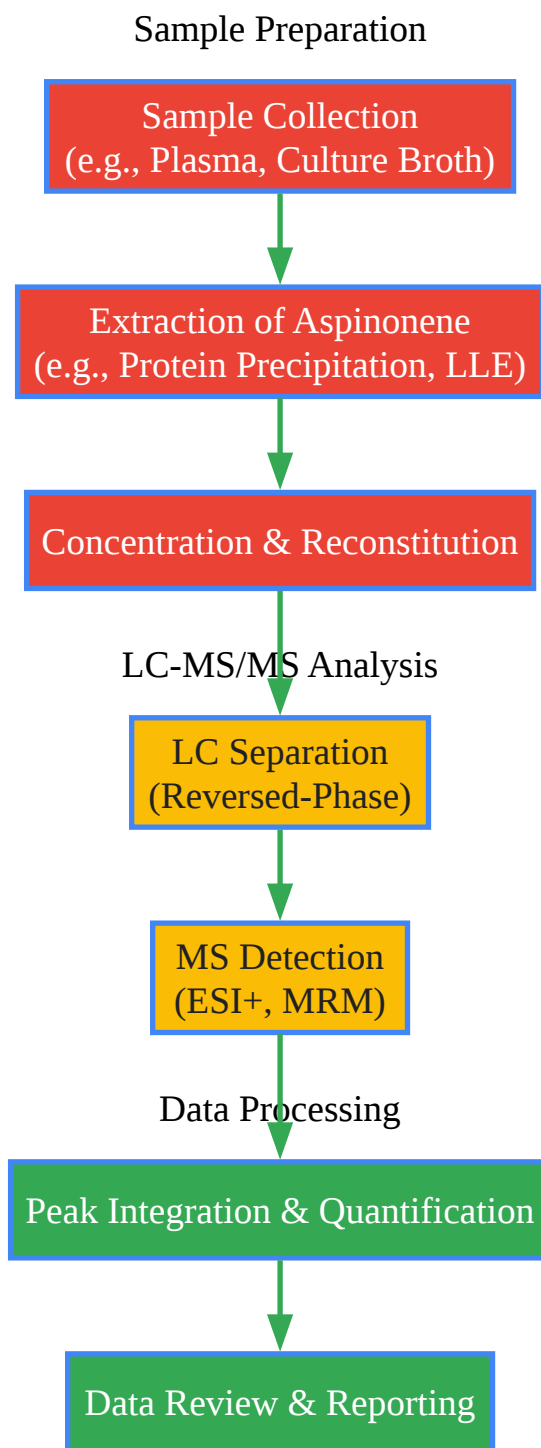 Sample Preparation
Sample Collection
(e.g., Plasma, Culture Broth)
Extraction of Aspinonene
(e.g., Protein Precipitation, LLE)
Concentration & Reconstitution
LC-MS/MS Analysis
LC Separation
(Reversed-Phase)
MS Detection
(ESI+, MRM)
Data Processing
Peak Integration & Quantification
Data Review & Reporting